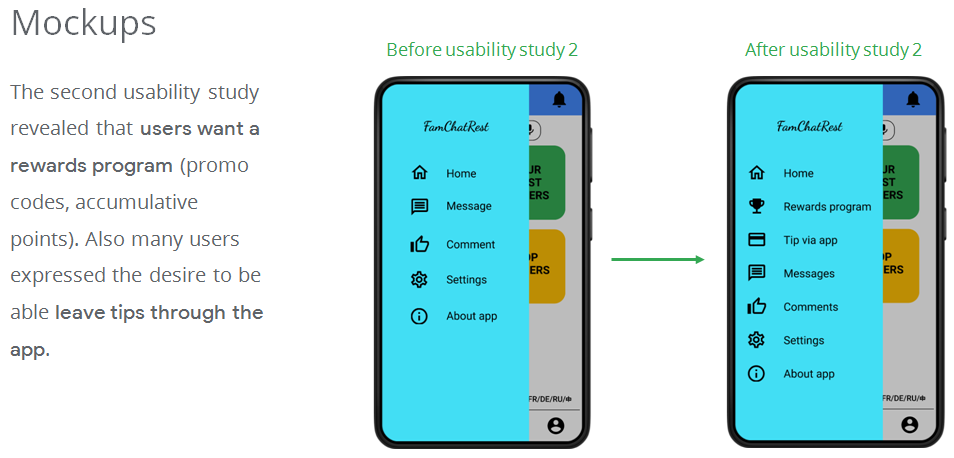 Mockups
The second usability study
revealed that users want a
rewards program (promo
codes, accumulative
points). Also many users
expressed the desire to be
able leave tips through the
app.
Before usability study 2
FamChatRest
Home
Message
Comment
Settings
About app
UR
ST
ERS
OP
ERS
FR/DE/RU/中
After usability study 2
FamChatRest
Home
Rewards program
Tip via app
Messages
Comments
Settings
About app
UR
ST
ERS
OP
ERS
FR/DE/RU/中